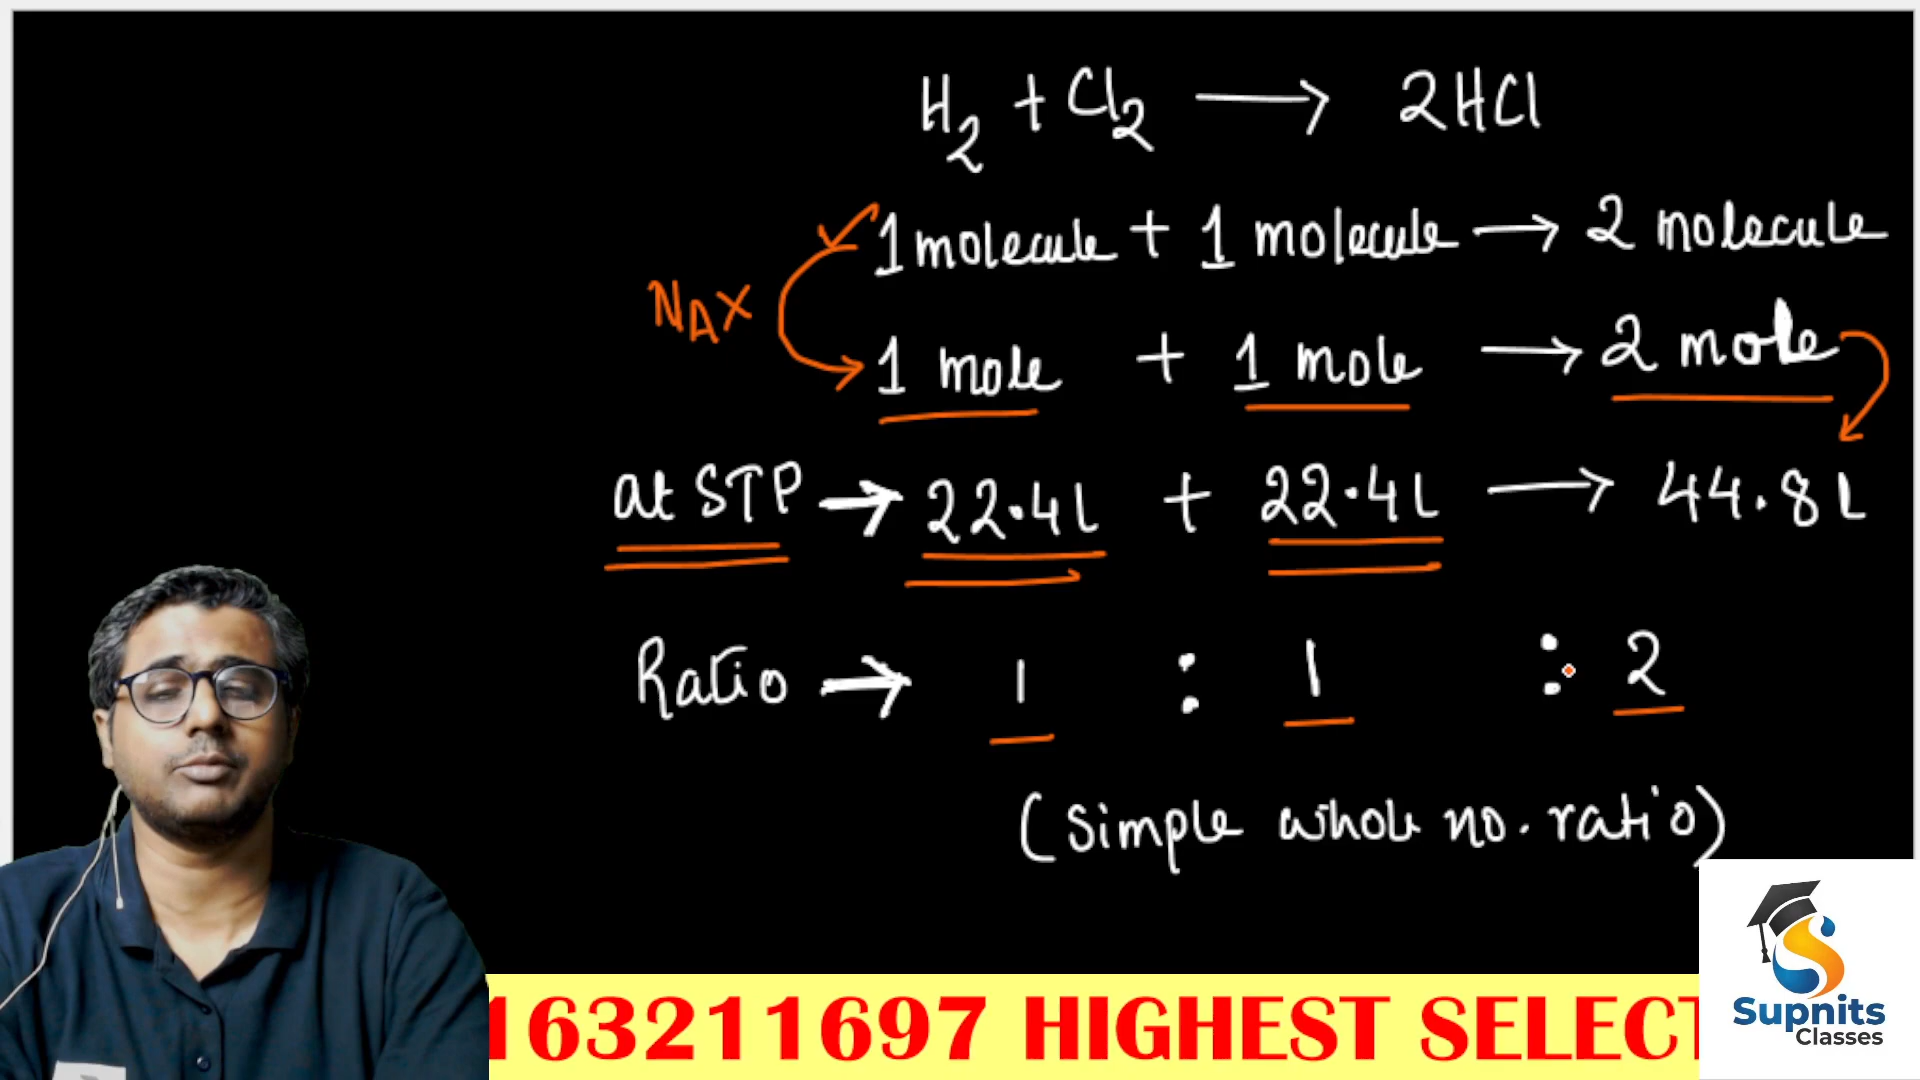 H₂ + Cl₂ → 2HCl
1 molecule + 1 molecule → 2 molecule
NA×
1 mole + 1 mole → 2 mole
at STP → 22.4L + 22.4L → 44.8L
Ratio → 1 : 1 : 2
(simple whole no. ratio)
163211697 HIGHEST SELECT
Supnits
Classes